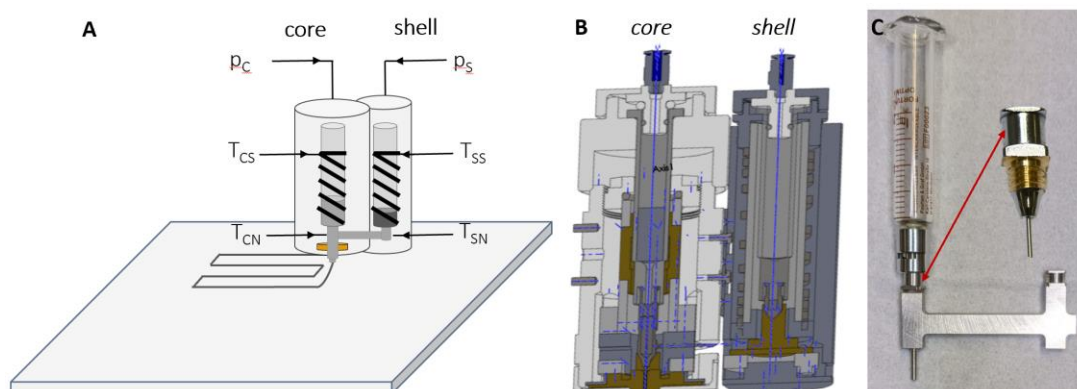 A
core
shell
pC
pS
TCS
TSS
TCN
TSN
B
core
shell
Axis1
C